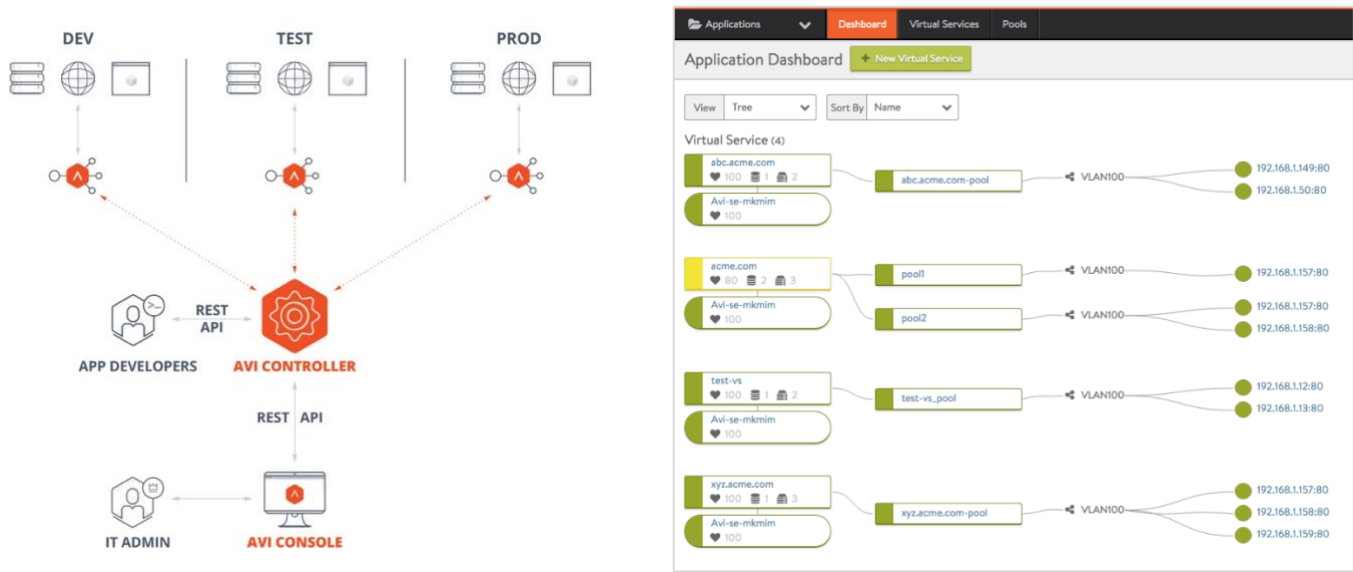 DEV
TEST
PROD
REST
API
APP DEVELOPERS
AVI CONTROLLER
REST API
IT ADMIN
AVI CONSOLE
Applications
Dashboard
Virtual Services
Pools
Application Dashboard
+ New Virtual Service
View
Tree
Sort By
Name
Virtual Service (4)
abc.acme.com
100 1 2
Avi-se-mkmim
100
abc.acme.com-pool
VLAN100
192.168.1.149:80
192.168.1.50:80
acme.com
80 2 3
Avi-se-mkmim
100
pool1
VLAN100
192.168.1.157:80
pool2
VLAN100
192.168.1.157:80
192.168.1.158:80
test-vs
100 1 2
Avi-se-mkmim
100
test-vs_pool
VLAN100
192.168.1.12:80
192.168.1.13:80
xyz.acme.com
100 1 3
Avi-se-mkmim
100
xyz.acme.com-pool
VLAN100
192.168.1.157:80
192.168.1.158:80
192.168.1.159:80